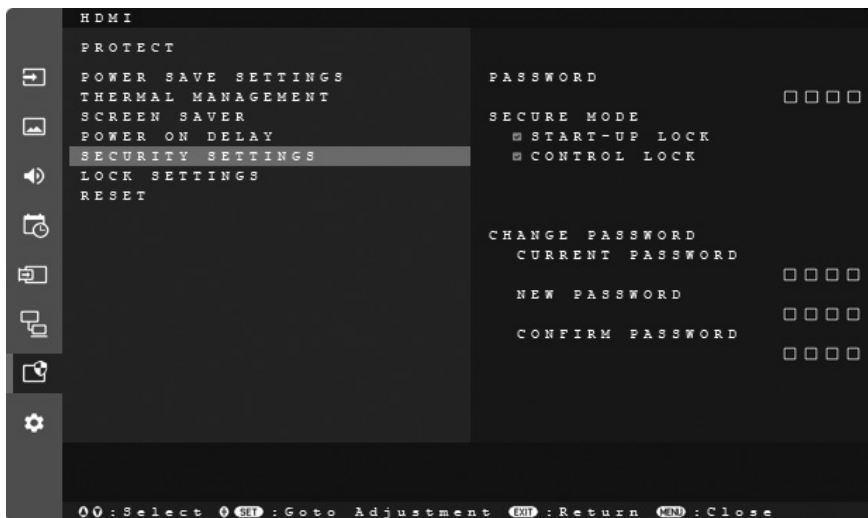 HDMI
PROTECT
POWER SAVE SETTINGS
THERMAL MANAGEMENT
SCREEN SAVER
POWER ON DELAY
SECURITY SETTINGS
LOCK SETTINGS
RESET
PASSWORD
SECURE MODE
START-UP LOCK
CONTROL LOCK
CHANGE PASSWORD
CURRENT PASSWORD
NEW PASSWORD
CONFIRM PASSWORD
:Select SET :Goto Adjustment EXIT :Return MENU :Close